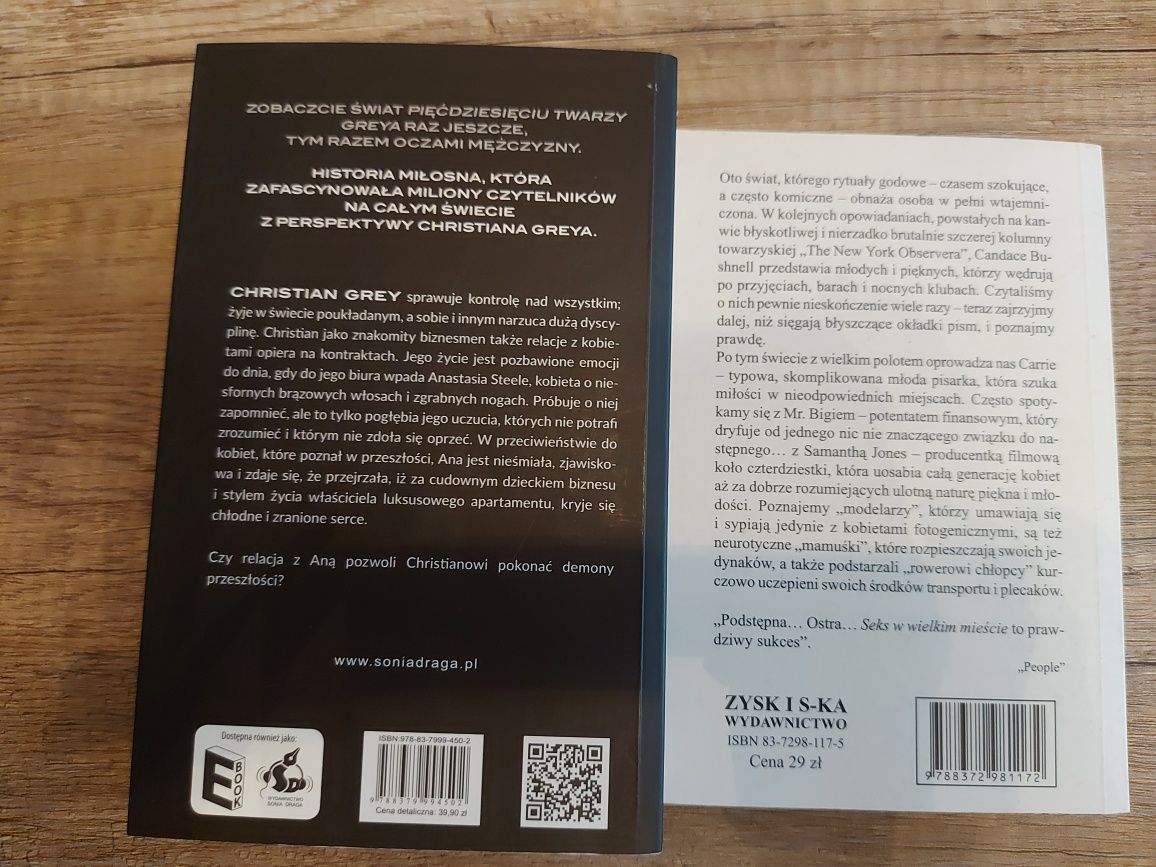 ZOBACZCIE ŚWIAT PIĘĆDZIESIĘCIU TWARZY
GREYA RAZ JESZCZE,
TYM RAZEM OCZAMI MĘŻCZYZNY.
HISTORIA MIŁOSNA, KTÓRA
ZAFASCYNOWAŁA MILIONY CZYTELNIKÓW
NA CAŁYM ŚWIECIE
Z PERSPEKTYWY CHRISTIANA GREYA.
CHRISTIAN GREY sprawuje kontrolę nad wszystkim;
żyje w świecie poukładanym, a sobie i innym narzuca dużą dyscy-
plinę. Christian jako znakomity biznesmen także relacje z kobie-
tami opiera na kontraktach. Jego życie jest pozbawione emocji
do dnia, gdy do jego biura wpada Anastasia Steele, kobieta o nie-
sfornych brązowych włosach i zgrabnych nogach. Próbuje o niej
zapomnieć, ale to tylko pogłębia jego uczucia, których nie potrafi
zrozumieć i którym nie zdoła się oprzeć. W przeciwieństwie do
kobiet, które poznał w przeszłości, Ana jest nieśmiała, zjawisko-
wa i zdaje się, że przejrzała, iż za cudownym dzieckiem biznesu
i stylem życia właściciela luksusowego apartamentu, kryje się
chłodne i zranione serce.
Czy relacja z Aną pozwoli Christianowi pokonać demony
przeszłości?
www.soniadraga.pl
Dostępna również jako:
E BOOK
WYDAWNICTWO
SONIA DRAGA
ISBN:978-83-7999-450-2
9 788379 994502
Cena detaliczna: 39,90 zł
Oto świat, którego rytuały godowe – czasem szokujące,
a często komiczne – obnaża osoba w pełni wtajemni-
czona. W kolejnych opowiadaniach, powstałych na kan-
wie błyskotliwej i nierzadko brutalnie szczerej kolumny
towarzyskiej „The New York Observera”, Candace Bu-
shnell przedstawia młodych i pięknych, którzy wędrują
po przyjęciach, barach i nocnych klubach. Czytaliśmy
o nich pewnie nieskończenie wiele razy – teraz zajrzyjmy
dalej, niż sięgają błyszczące okładki pism, i poznajmy
prawdę.
Po tym świecie z wielkim polotem oprowadza nas Carrie
– typowa, skomplikowana młoda pisarka, która szuka
miłości w nieodpowiednich miejscach. Często spoty-
kamy się z Mr. Bigiem – potentatem finansowym, który
dryfuje od jednego nic nie znaczącego związku do na-
stępnego… z Samanthą Jones – producentką filmową
koło czterdziestki, która uosabia całą generację kobiet
aż za dobrze rozumiejących ulotną naturę piękna i mło-
dości. Poznajemy „modelarzy”, którzy umawiają się
i sypiają jedynie z kobietami fotogenicznymi, są też
neurotyczne „mamuśki”, które rozpieszczają swoich je-
dynaków, a także podstarzali „rowerowi chłopcy” kur-
czowo uczepieni swoich środków transportu i plecaków.
„Podstępna… Ostra… Seks w wielkim mieście to praw-
dziwy sukces”.
„People”
ZYSK I S-KA
WYDAWNICTWO
ISBN 83-7298-117-5
Cena 29 zł
9 788372 981172